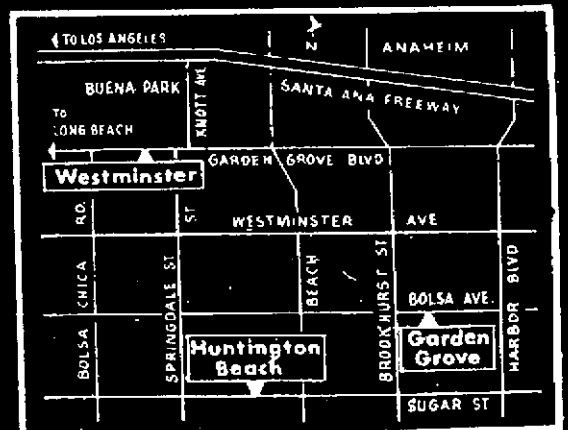 TO LOS ANGELES
N
ANAHEIM
BUENA PARK
KNOTT AVE
SANTA ANA FREEWAY
To
LONG BEACH
GARDEN GROVE BLVD
Westminster
RD.
ST
WESTMINSTER AVE
BOLSA CHICA
SPRINGDALE ST
BEACH
BROOKHURST ST
HARBOR BLVD
BOLSA AVE.
Huntington
Beach
Garden
Grove
SUGAR ST